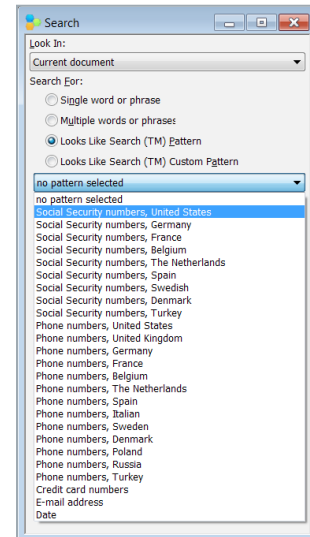 Search
Look In:
Current document
Search For:
Single word or phrase
Multiple words or phrases
Looks Like Search (TM) Pattern
Looks Like Search (TM) Custom Pattern
no pattern selected
no pattern selected
Social Security numbers, United States
Social Security numbers, Germany
Social Security numbers, France
Social Security numbers, Belgium
Social Security numbers, The Netherlands
Social Security numbers, Spain
Social Security numbers, Swedish
Social Security numbers, Denmark
Social Security numbers, Turkey
Phone numbers, United States
Phone numbers, United Kingdom
Phone numbers, Germany
Phone numbers, France
Phone numbers, Belgium
Phone numbers, The Netherlands
Phone numbers, Spain
Phone numbers, Italian
Phone numbers, Sweden
Phone numbers, Denmark
Phone numbers, Poland
Phone numbers, Russia
Phone numbers, Turkey
Credit card numbers
E-mail address
Date